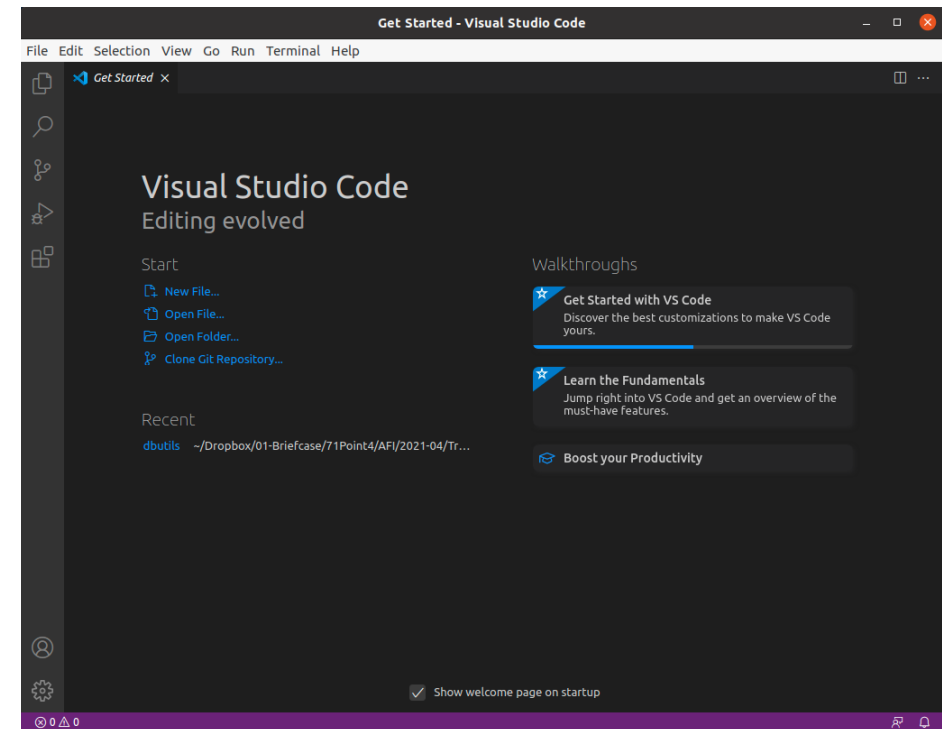 Get Started - Visual Studio Code
File Edit Selection View Go Run Terminal Help
Get Started
Visual Studio Code
Editing evolved
Start
New File...
Open File...
Open Folder...
Clone Git Repository...
Recent
dbutils ~/Dropbox/01-Briefcase/71Point4/AFI/2021-04/Tr...
Walkthroughs
Get Started with VS Code
Discover the best customizations to make VS Code
yours.
Learn the Fundamentals
Jump right into VS Code and get an overview of the
must-have features.
Boost your Productivity
Show welcome page on startup
0 0